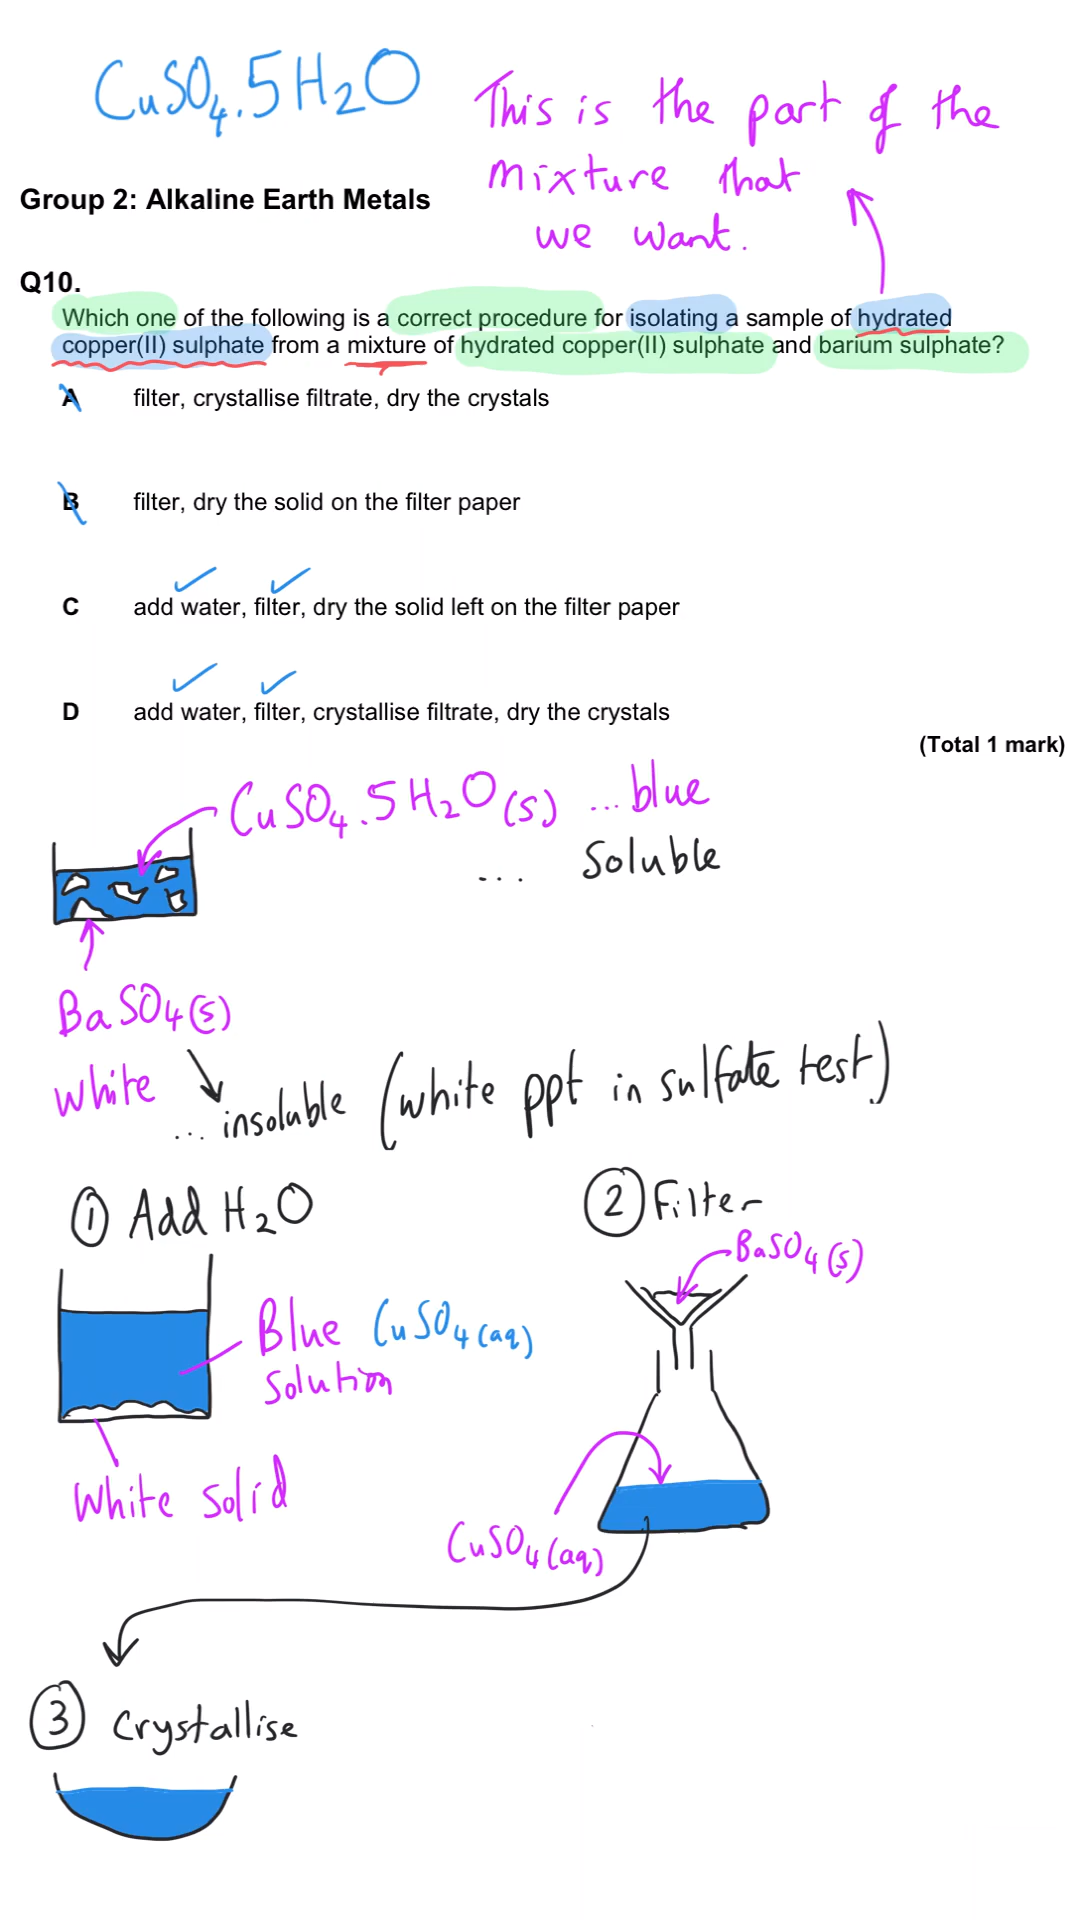 CuSO4.5H2O
This is the part of the
mixture that
we want.
Group 2: Alkaline Earth Metals
Q10.
Which one of the following is a correct procedure for isolating a sample of hydrated
copper(II) sulphate from a mixture of hydrated copper(II) sulphate and barium sulphate?
A filter, crystallise filtrate, dry the crystals
B filter, dry the solid on the filter paper
C add water, filter, dry the solid left on the filter paper
D add water, filter, crystallise filtrate, dry the crystals
(Total 1 mark)
CuSO4.5H2O(s) ...blue
... Soluble
BaSO4(s)
white
... insoluble (white ppt in sulfate test)
1 Add H2O
2 Filter
BaSO4(s)
Blue CuSO4(aq)
solution
White solid
CuSO4(aq)
3 Crystallise